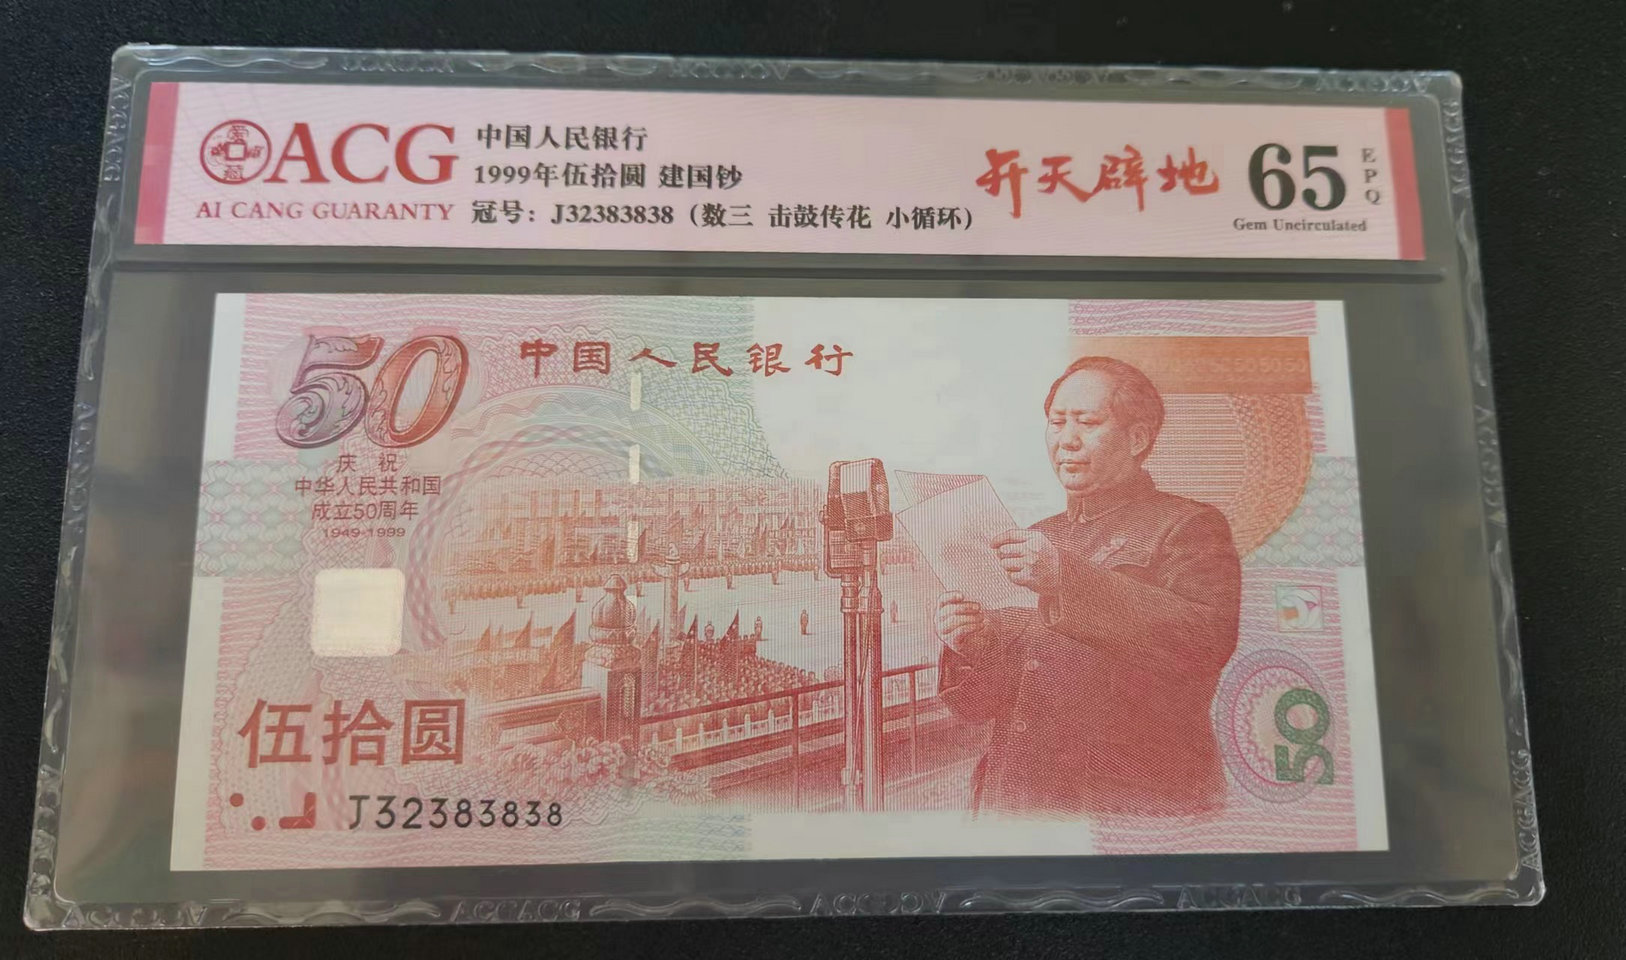 ACG
AI CANG GUARANTY
中国人民银行
1999年伍拾圆 建国钞
冠号：J32383838（数三 击鼓传花 小循环）
开天辟地
65
EPQ
Gem Uncirculated
50
中国人民银行
庆祝
中华人民共和国
成立50周年
1949-1999
50 50 50
伍拾圆
J32383838
50